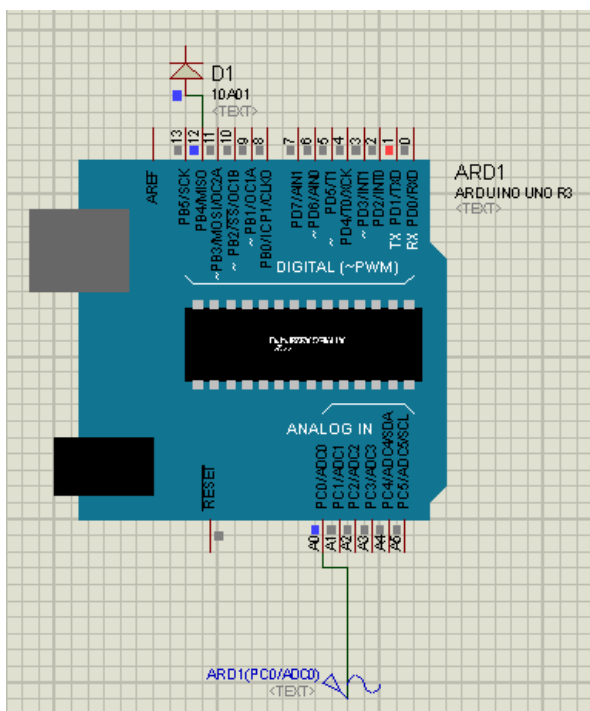 D1
10A01
<TEXT>
13
12
11
10
9
8
7
6
5
4
3
2
1
0
AREF
PB5/SCK
PB4/MISO
~PB3/MOSI/OC2A
~PB2/SS/OC1B
~PB1/OC1A
PB0/ICP1/CLKO
PD7/AIN1
~PD6/AIN0
~PD5/T1
PD4/T0/XCK
~PD3/INT1
PD2/INT0
TX PD1/TXD
RX PD0/RXD
ARD1
ARDUINO UNO R3
<TEXT>
DIGITAL (~PWM)
ANALOG IN
RESET
PC0/ADC0
PC1/ADC1
PC2/ADC2
PC3/ADC3
PC4/ADC4/SDA
PC5/ADC5/SCL
A0
A1
A2
A3
A4
A5
ARD1(PC0/ADC0)
<TEXT>